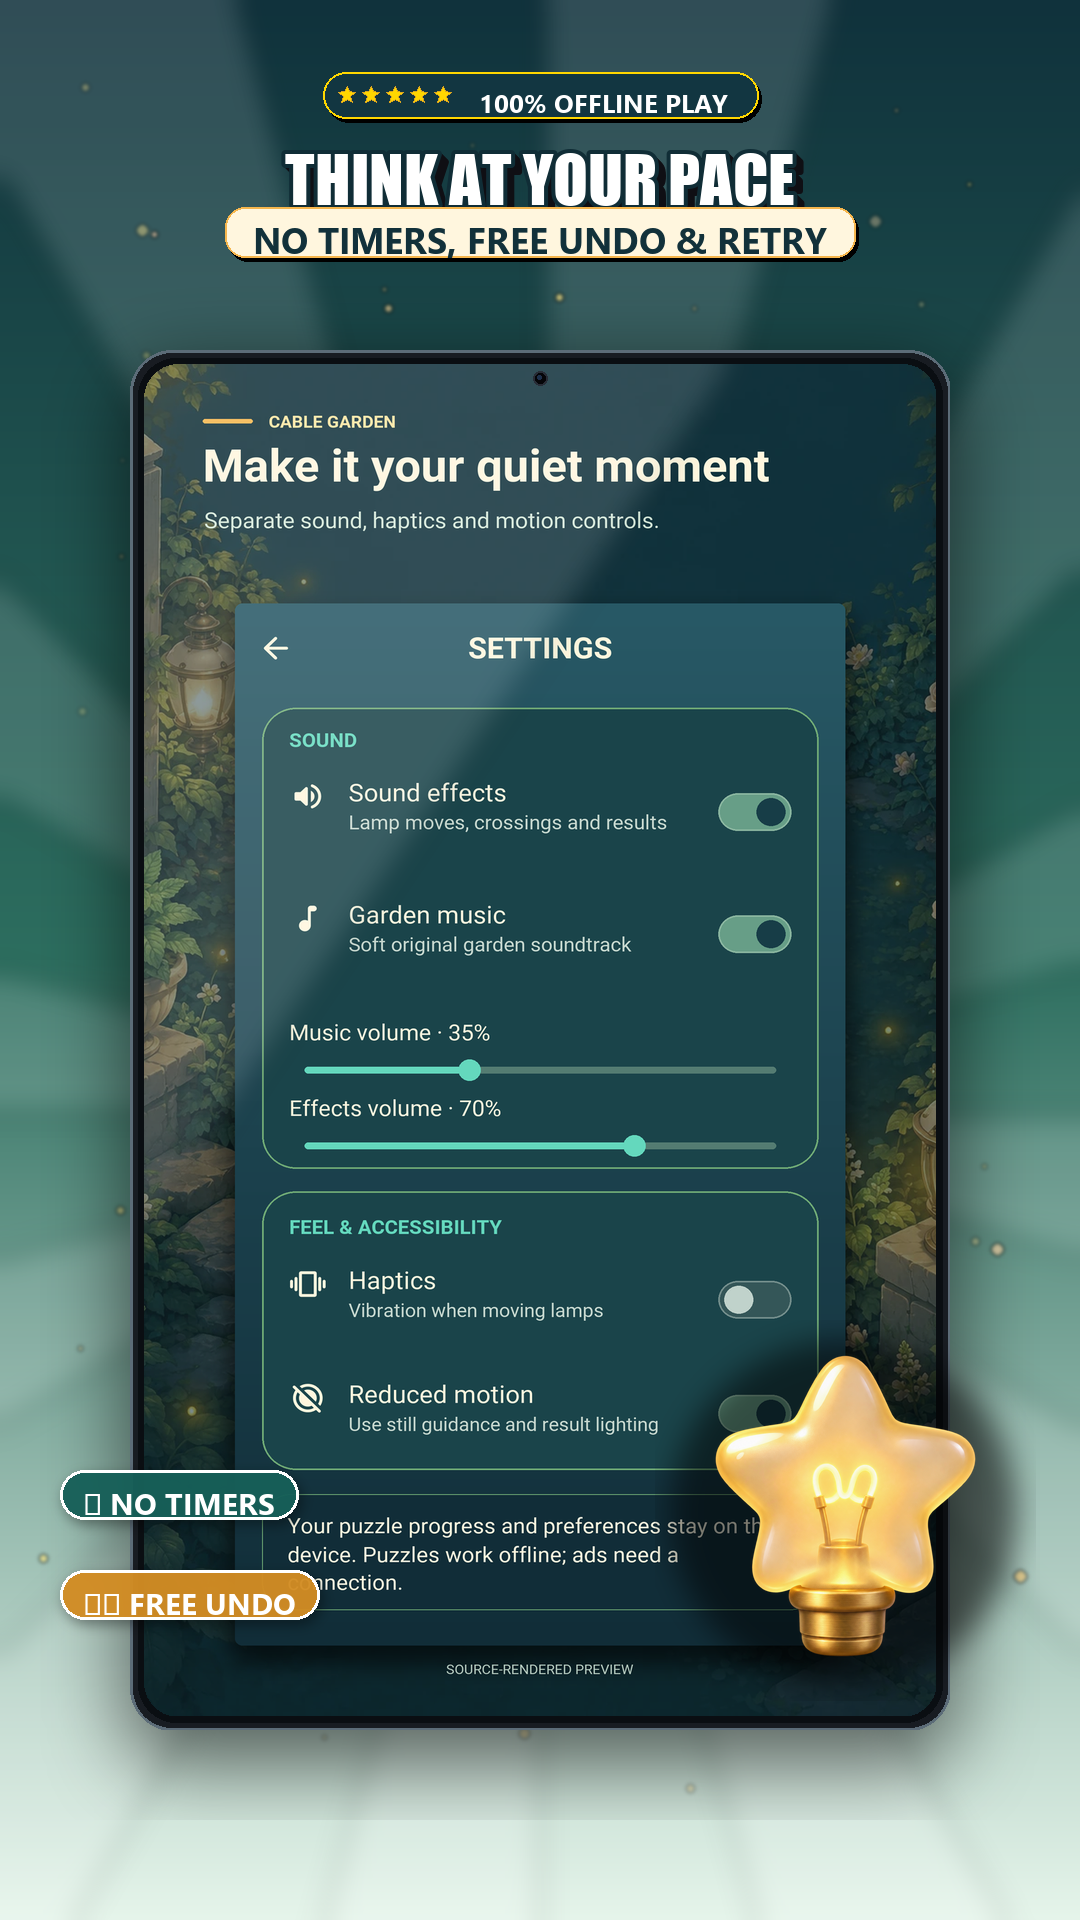 100% OFFLINE PLAY
THINK AT YOUR PACE
NO TIMERS, FREE UNDO & RETRY
CABLE GARDEN
Make it your quiet moment
Separate sound, haptics and motion controls.
SETTINGS
SOUND
Sound effects
Lamp moves, crossings and results
Garden music
Soft original garden soundtrack
Music volume · 35%
Effects volume · 70%
FEEL & ACCESSIBILITY
Haptics
Vibration when moving lamps
Reduced motion
Use still guidance and result lighting
NO TIMERS
Your puzzle progress and preferences stay on
device. Puzzles work offline; ads need a
connection.
FREE UNDO
SOURCE-RENDERED PREVIEW